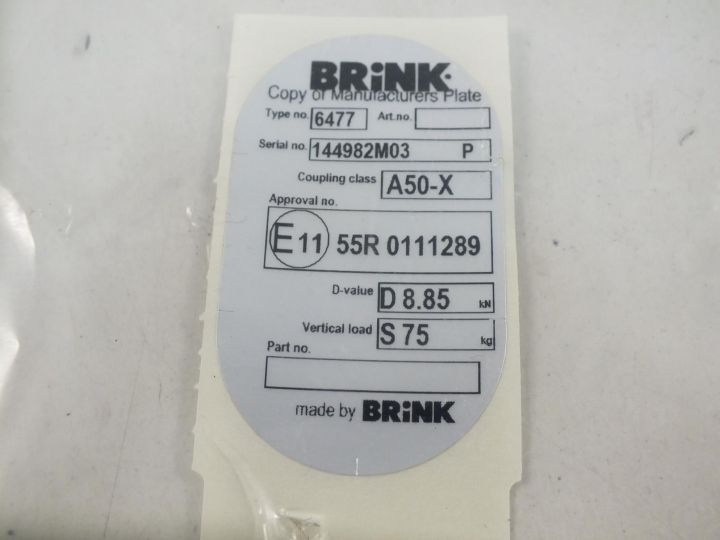 BRiNK
Copy of Manufacturers Plate
Type no. 6477 Art.no.
Serial no. 144982M03 P
Coupling class A50-X
Approval no.
E11 55R 0111289
D-value D 8.85 kN
Vertical load S 75 kg
Part no.
made by BRiNK